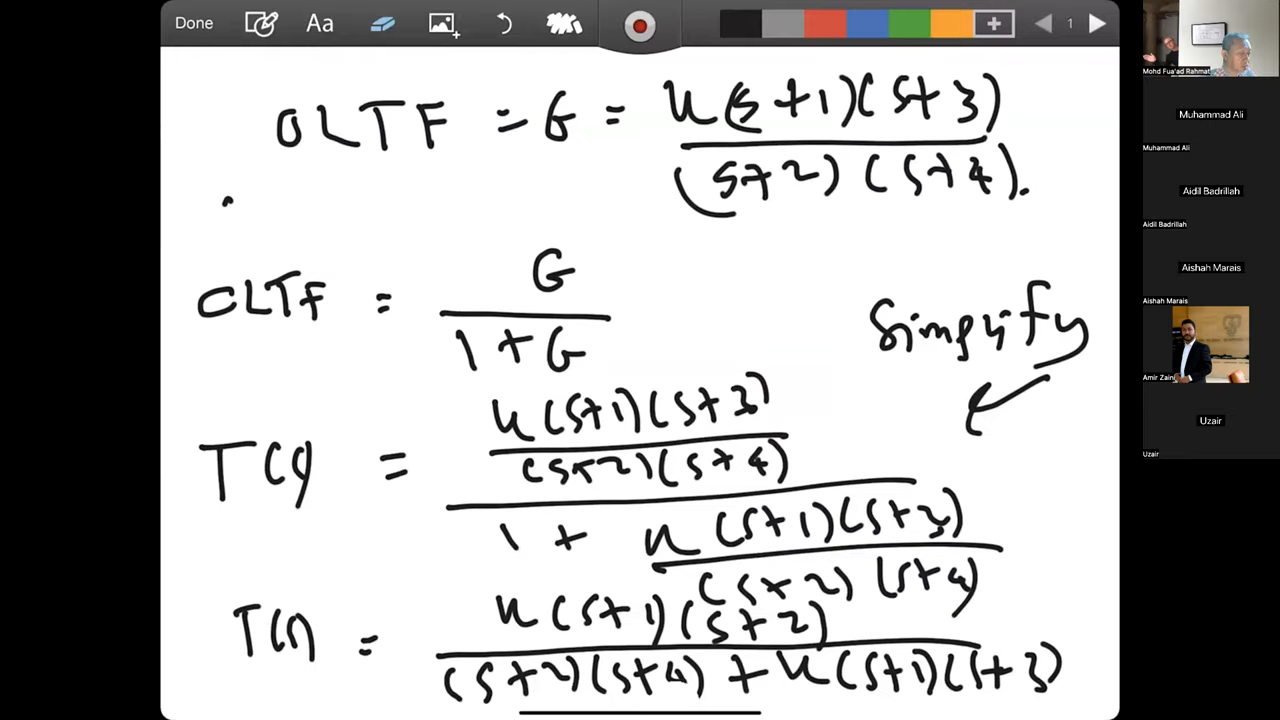 Done Aa 1
OLTF = G = K(s+1)(s+3)
(s+2)(s+4).
CLTF = G
1 + G
Simplify
T(s) = K(s+1)(s+3)
(s+2)(s+4)
1 + K(s+1)(s+3)
(s+2)(s+4)
T(s) = K(s+1)(s+2)
(s+2)(s+4) + K(s+1)(s+3)
Mohd Fua'ad Rahmat
Muhammad Ali
Muhammad Ali
Aidil Badrillah
Aidil Badrillah
Aishah Marais
Aishah Marais
Amir Zaini
Uzair
Uzair